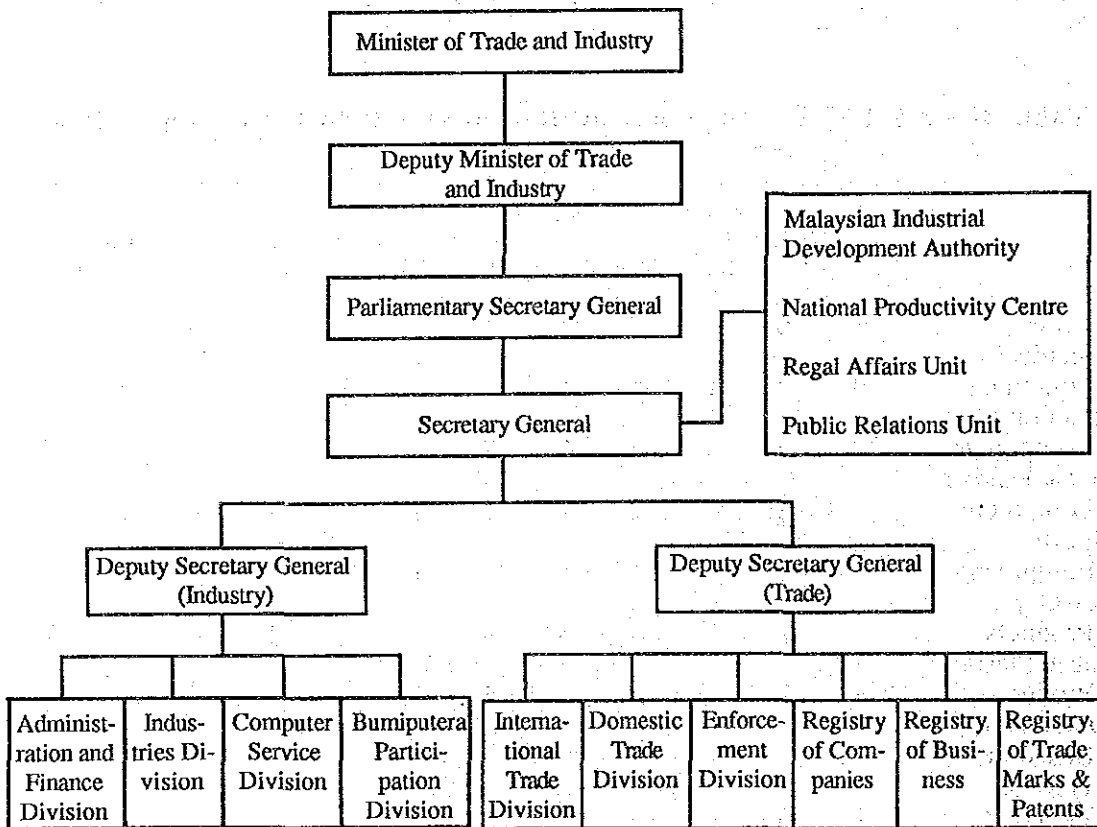 Minister of Trade and Industry
Deputy Minister of Trade
and Industry
Malaysian Industrial
Development Authority
National Productivity Centre
Regal Affairs Unit
Public Relations Unit
Parliamentary Secretary General
Secretary General
Deputy Secretary General
(Industry)
Deputy Secretary General
(Trade)
Administ-
ration and
Finance
Division
Indus-
tries Di-
vision
Computer
Service
Division
Bumiputera
Partici-
pation
Division
Interna-
tional
Trade
Division
Domestic
Trade
Division
Enforce-
ment
Division
Registry
of Com-
panies
Registry
of Busi-
ness
Registry
of Trade
Marks &
Patents